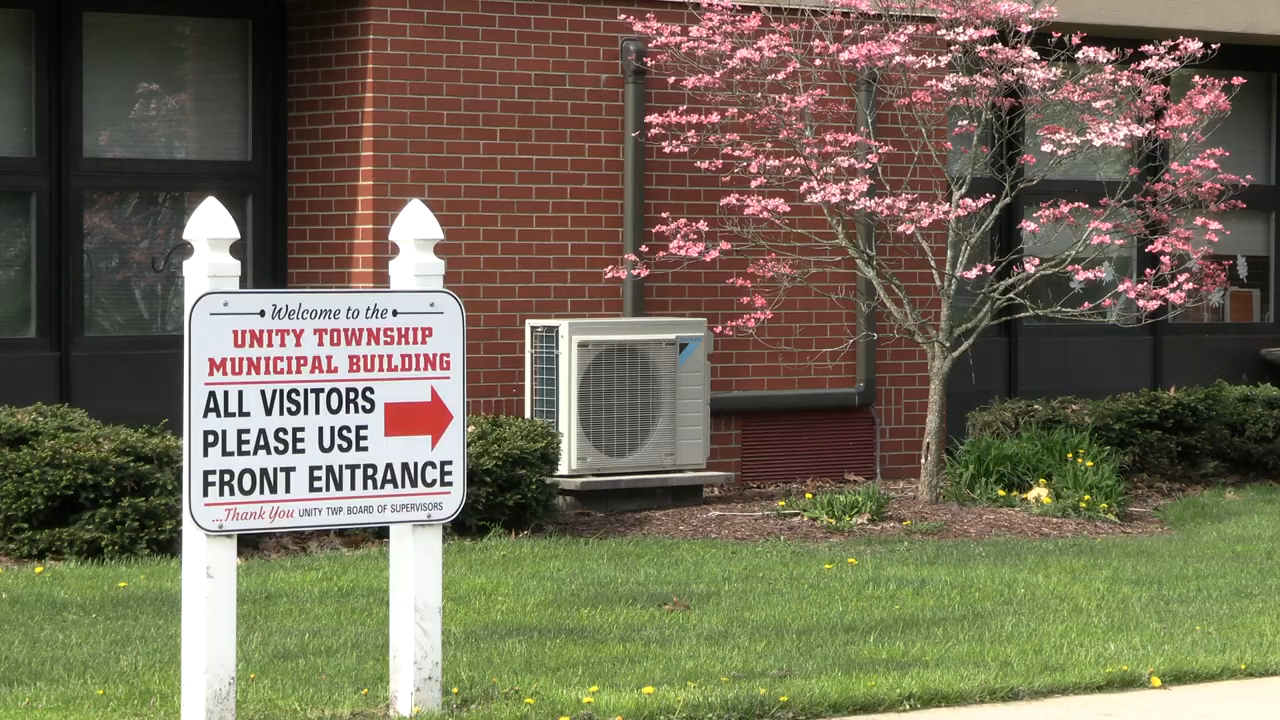 Welcome to the
UNITY TOWNSHIP
MUNICIPAL BUILDING
ALL VISITORS
PLEASE USE
FRONT ENTRANCE
...Thank You UNITY TWP. BOARD OF SUPERVISORS